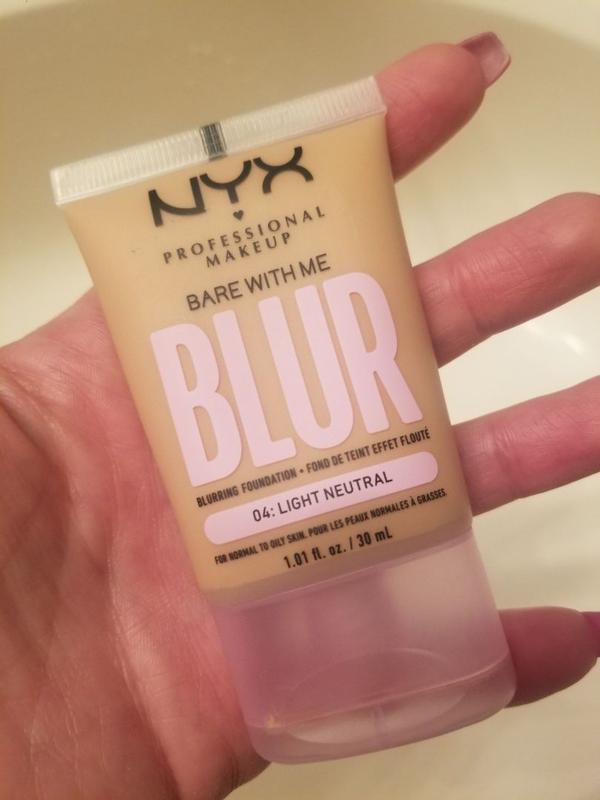 NYX
PROFESSIONAL
MAKEUP
BARE WITH ME
BLUR
BLURRING FOUNDATION • FOND DE TEINT EFFET FLOUTÉ
04: LIGHT NEUTRAL
FOR NORMAL TO OILY SKIN. POUR LES PEAUX NORMALES À GRASSES.
1.01 fl. oz. / 30 mL